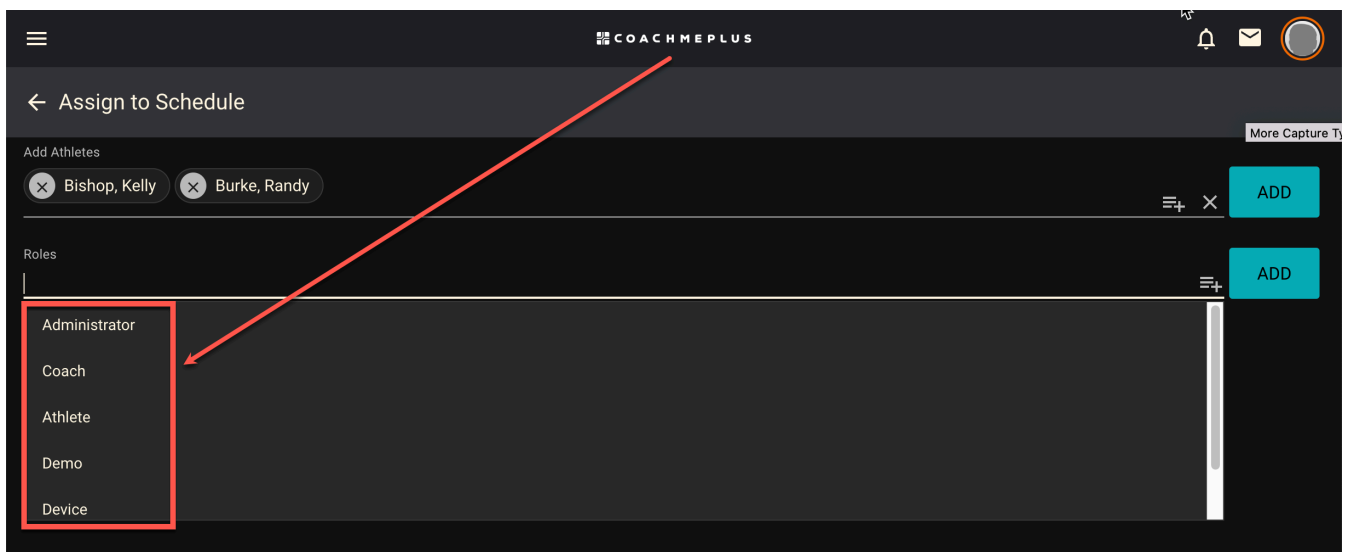 COACHMEPLUS
Assign to Schedule
More Capture Ty
Add Athletes
Bishop, Kelly Burke, Randy
ADD
Roles
ADD
Administrator
Coach
Athlete
Demo
Device